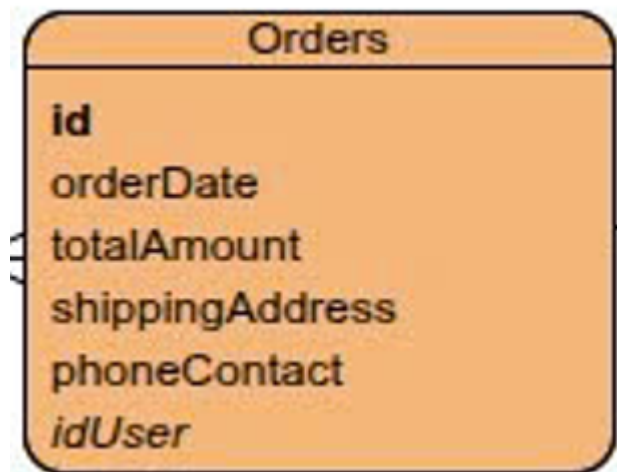 Orders
id
orderDate
totalAmount
shippingAddress
phoneContact
idUser